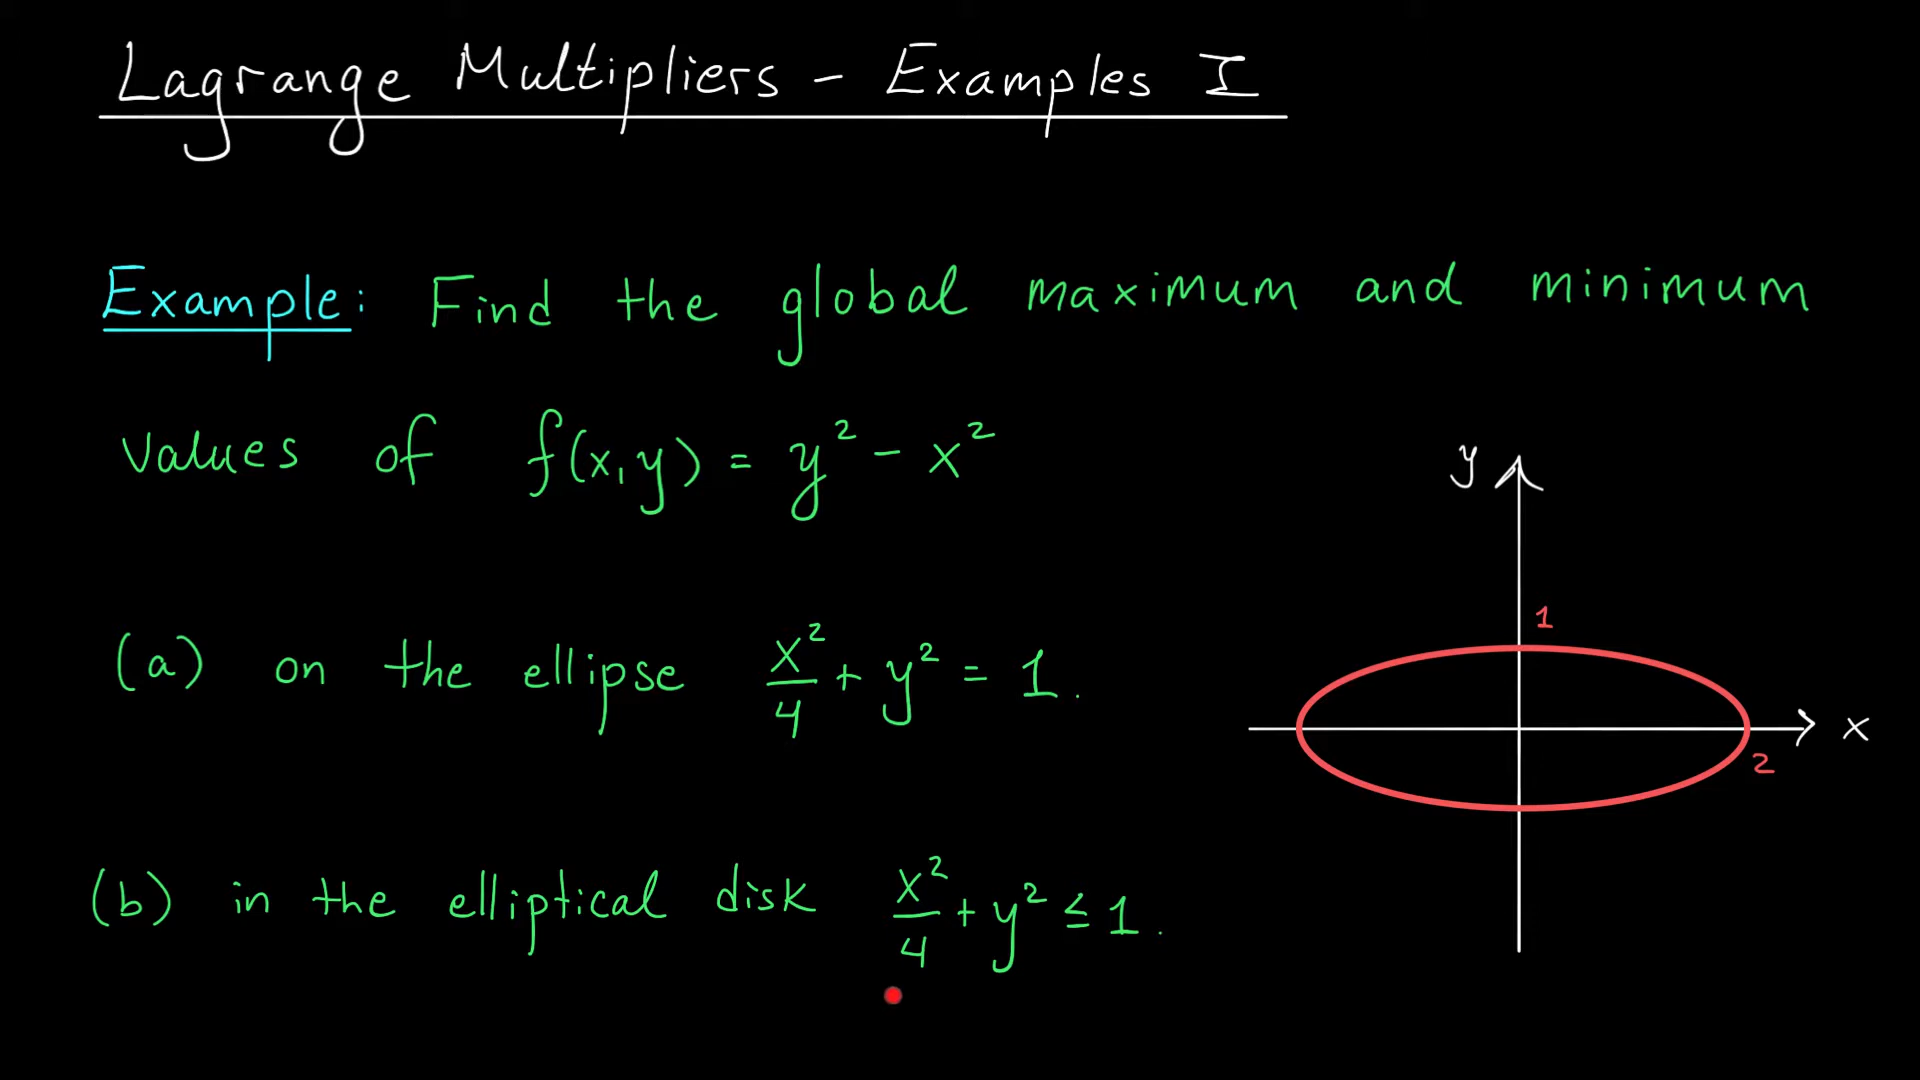 Lagrange Multipliers - Examples I
Example: Find the global maximum and minimum
values of f(x,y) = y² - x²
(a) on the ellipse x²/4 + y² = 1.
(b) in the elliptical disk x²/4 + y² ≤ 1.
y
1
x
2